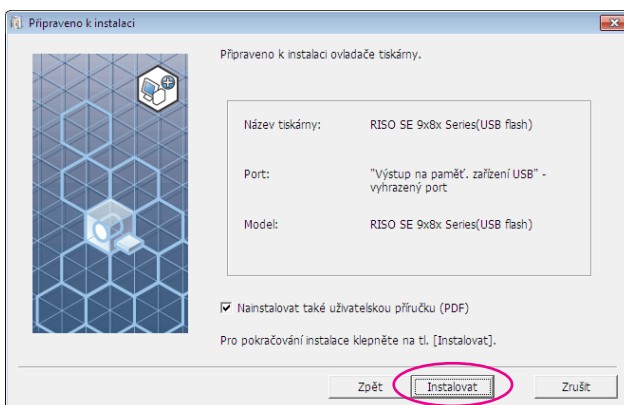 Připraveno k instalaci
Připraveno k instalaci ovladače tiskárny.
Název tiskárny: RISO SE 9x8x Series(USB flash)
Port: "Výstup na paměť. zařízení USB" -
vyhrazený port
Model: RISO SE 9x8x Series(USB flash)
Nainstalovat také uživatelskou příručku (PDF)
Pro pokračování instalace klepněte na tl. [Instalovat].
Zpět Instalovat Zrušit